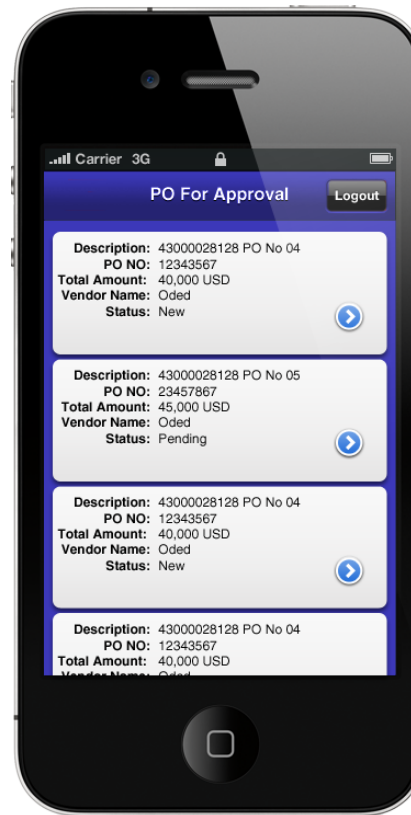 Carrier 3G
PO For Approval
Logout
Description: 43000028128 PO No 04
PO NO: 12343567
Total Amount: 40,000 USD
Vendor Name: Oded
Status: New
Description: 43000028128 PO No 05
PO NO: 23457867
Total Amount: 45,000 USD
Vendor Name: Oded
Status: Pending
Description: 43000028128 PO No 04
PO NO: 12343567
Total Amount: 40,000 USD
Vendor Name: Oded
Status: New
Description: 43000028128 PO No 04
PO NO: 12343567
Total Amount: 40,000 USD
Vendor Name: Oded